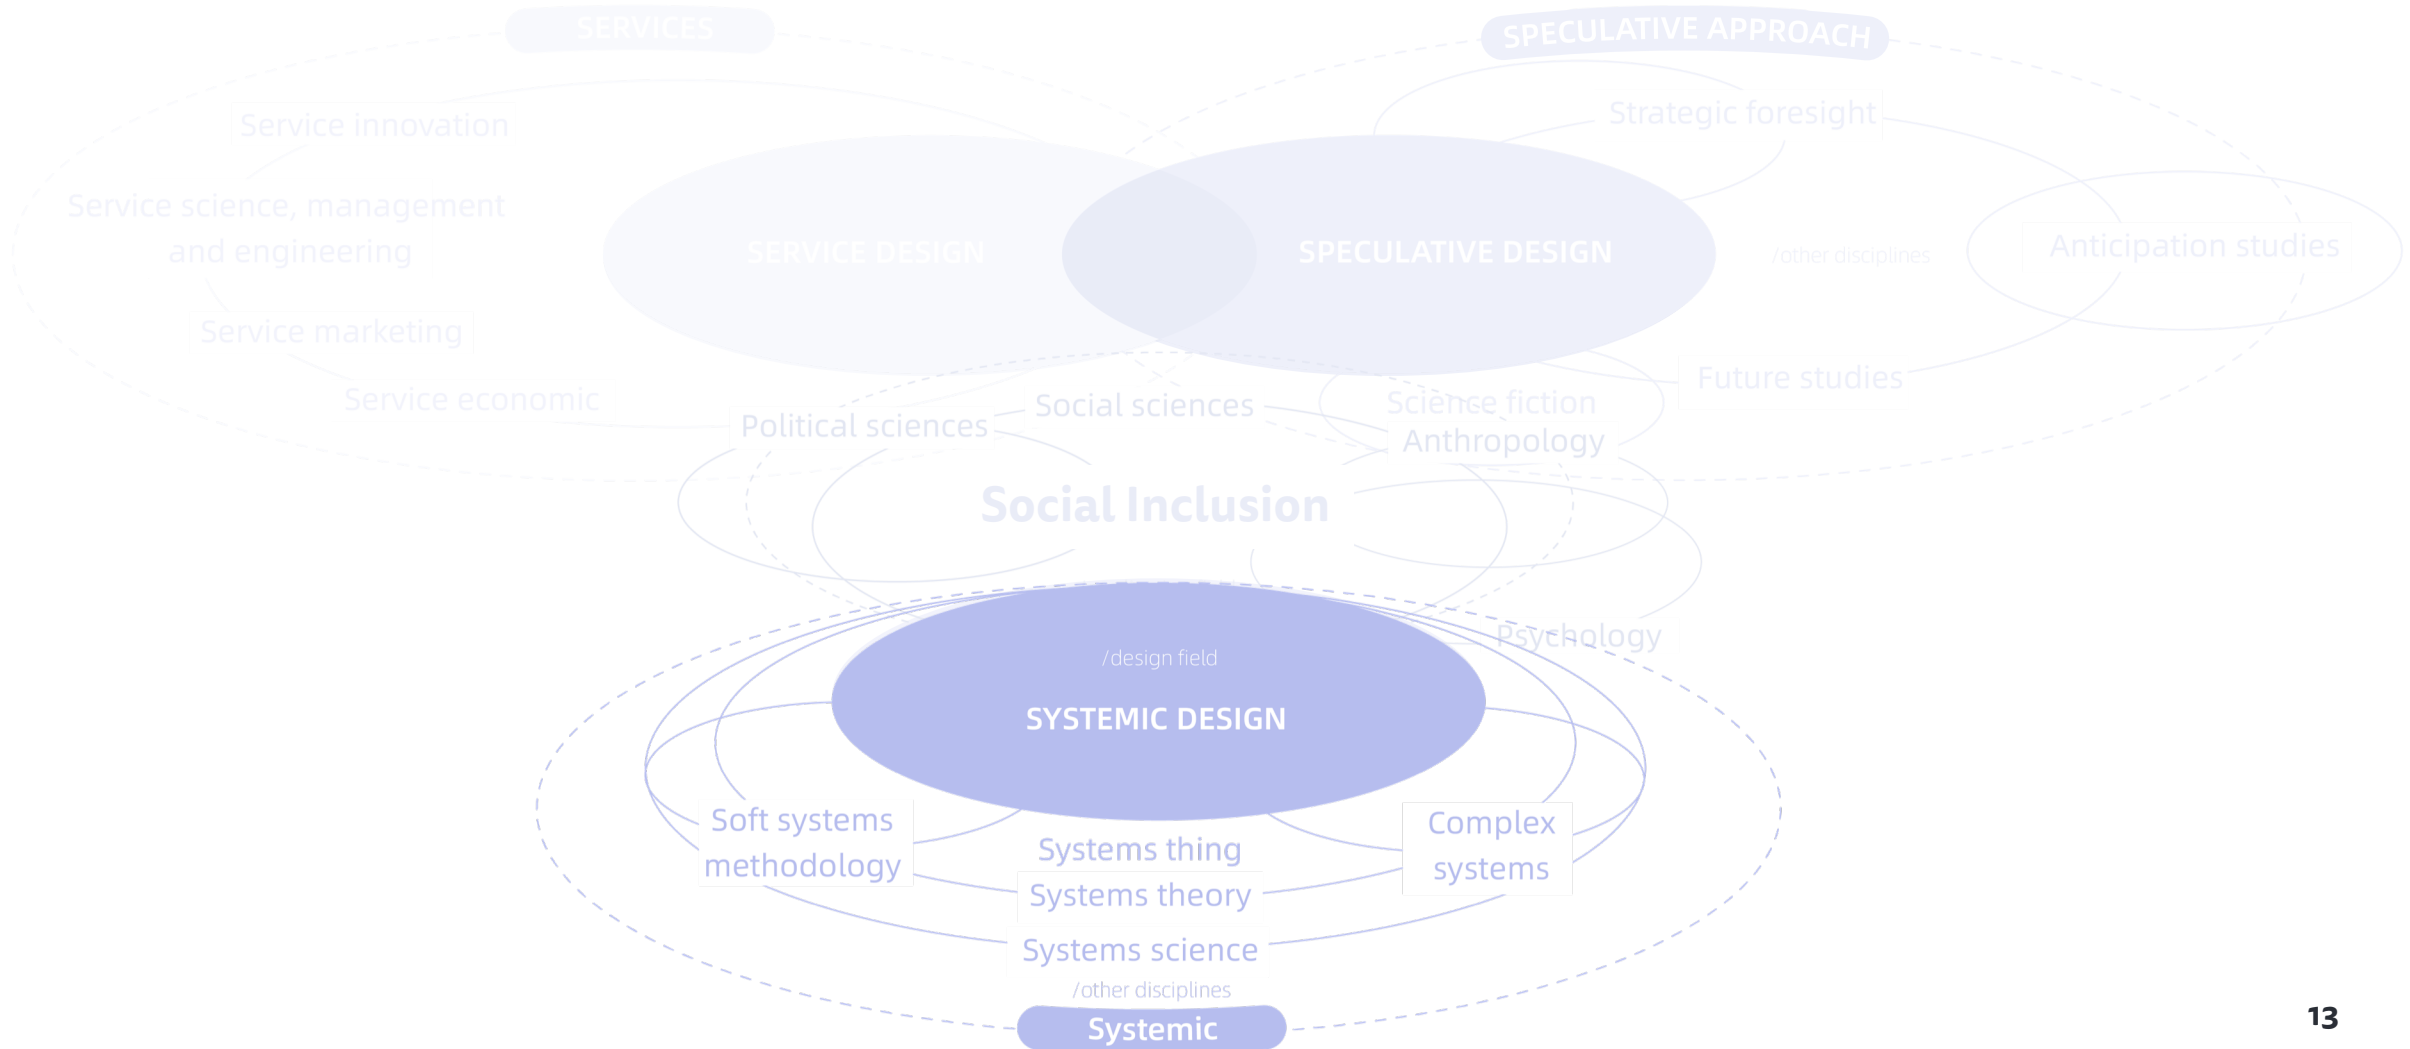 SERVICES
SPECULATIVE APPROACH
Service innovation
Strategic foresight
Service science, management
and engineering
SERVICE DESIGN
SPECULATIVE DESIGN
/other disciplines
Anticipation studies
Service marketing
Future studies
Service economic
Political sciences
Social sciences
Science fiction
Anthropology
Social Inclusion
Psychology
/design field
SYSTEMIC DESIGN
Soft systems
methodology
Complex
systems
Systems thing
Systems theory
Systems science
/other disciplines
Systemic
13